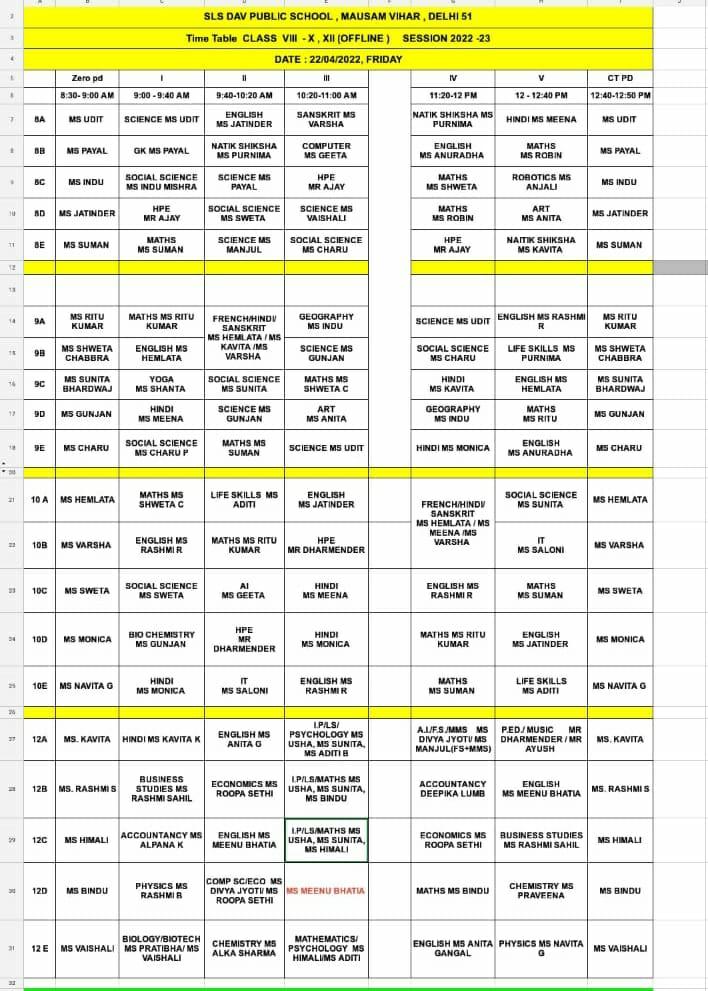 SLS DAV PUBLIC SCHOOL , MAUSAM VIHAR , DELHI 51
Time Table CLASS VIII - X , XII (OFFLINE ) SESSION 2022 -23
DATE : 22/04/2022, FRIDAY
Zero pd I II III IV V CT PD
8:30- 9:00 AM 9:00 - 9:40 AM 9:40-10:20 AM 10:20-11:00 AM 11:20-12 PM 12 - 12:40 PM 12:40-12:50 PM
8A MS UDIT SCIENCE MS UDIT ENGLISH MS JATINDER SANSKRIT MS VARSHA NATIK SHIKSHA MS PURNIMA HINDI MS MEENA MS UDIT
8B MS PAYAL GK MS PAYAL NATIK SHIKSHA MS PURNIMA COMPUTER MS GEETA ENGLISH MS ANURADHA MATHS MS ROBIN MS PAYAL
8C MS INDU SOCIAL SCIENCE MS INDU MISHRA SCIENCE MS PAYAL HPE MR AJAY MATHS MS SHWETA ROBOTICS MS ANJALI MS INDU
8D MS JATINDER HPE MR AJAY SOCIAL SCIENCE MS SWETA SCIENCE MS VAISHALI MATHS MS ROBIN ART MS ANITA MS JATINDER
8E MS SUMAN MATHS MS SUMAN SCIENCE MS MANJUL SOCIAL SCIENCE MS CHARU HPE MR AJAY NAITIK SHIKSHA MS KAVITA MS SUMAN
9A MS RITU KUMAR MATHS MS RITU KUMAR FRENCH/HINDI/ SANSKRIT MS HEMLATA / MS KAVITA /MS VARSHA GEOGRAPHY MS INDU SCIENCE MS UDIT ENGLISH MS RASHMI R MS RITU KUMAR
9B MS SHWETA CHABBRA ENGLISH MS HEMLATA SCIENCE MS GUNJAN SOCIAL SCIENCE MS CHARU LIFE SKILLS MS PURNIMA MS SHWETA CHABBRA
9C MS SUNITA BHARDWAJ YOGA MS SHANTA SOCIAL SCIENCE MS SUNITA MATHS MS SHWETA C HINDI MS KAVITA ENGLISH MS HEMLATA MS SUNITA BHARDWAJ
9D MS GUNJAN HINDI MS MEENA SCIENCE MS GUNJAN ART MS ANITA GEOGRAPHY MS INDU MATHS MS RITU MS GUNJAN
9E MS CHARU SOCIAL SCIENCE MS CHARU P MATHS MS SUMAN SCIENCE MS UDIT HINDI MS MONICA ENGLISH MS ANURADHA MS CHARU
10 A MS HEMLATA MATHS MS SHWETA C LIFE SKILLS MS ADITI ENGLISH MS JATINDER FRENCH/HINDI/ SANSKRIT MS HEMLATA / MS MEENA /MS VARSHA SOCIAL SCIENCE MS SUNITA MS HEMLATA
10B MS VARSHA ENGLISH MS RASHMI R MATHS MS RITU KUMAR HPE MR DHARMENDER IT MS SALONI MS VARSHA
10C MS SWETA SOCIAL SCIENCE MS SWETA AI MS GEETA HINDI MS MEENA ENGLISH MS RASHMI R MATHS MS SUMAN MS SWETA
10D MS MONICA BIO CHEMISTRY MS GUNJAN HPE MR DHARMENDER HINDI MS MONICA MATHS MS RITU KUMAR ENGLISH MS JATINDER MS MONICA
10E MS NAVITA G HINDI MS MONICA IT MS SALONI ENGLISH MS RASHMI R MATHS MS SUMAN LIFE SKILLS MS ADITI MS NAVITA G
12A MS. KAVITA HINDI MS KAVITA K ENGLISH MS ANITA G I.P/LS/ PSYCHOLOGY MS USHA, MS SUNITA, MS ADITI B A.I/F.S./MMS MS DIVYA JYOTI/ MS MANJUL(FS+MMS) P.ED./ MUSIC MR DHARMENDER / MR AYUSH MS. KAVITA
12B MS. RASHMI S BUSINESS STUDIES MS RASHMI SAHIL ECONOMICS MS ROOPA SETHI I.P/LS/MATHS MS USHA, MS SUNITA, MS BINDU ACCOUNTANCY DEEPIKA LUMB ENGLISH MS MEENU BHATIA MS. RASHMI S
12C MS HIMALI ACCOUNTANCY MS ALPANA K ENGLISH MS MEENU BHATIA I.P/LS/MATHS MS USHA, MS SUNITA, MS HIMALI ECONOMICS MS ROOPA SETHI BUSINESS STUDIES MS RASHMI SAHIL MS HIMALI
12D MS BINDU PHYSICS MS RASHMI B COMP SC/ECO MS DIVYA JYOTI/ MS ROOPA SETHI MS MEENU BHATIA MATHS MS BINDU CHEMISTRY MS PRAVEENA MS BINDU
12 E MS VAISHALI BIOLOGY/BIOTECH MS PRATIBHA/ MS VAISHALI CHEMISTRY MS ALKA SHARMA MATHEMATICS/ PSYCHOLOGY MS HIMALI/MS ADITI ENGLISH MS ANITA GANGAL PHYSICS MS NAVITA G MS VAISHALI